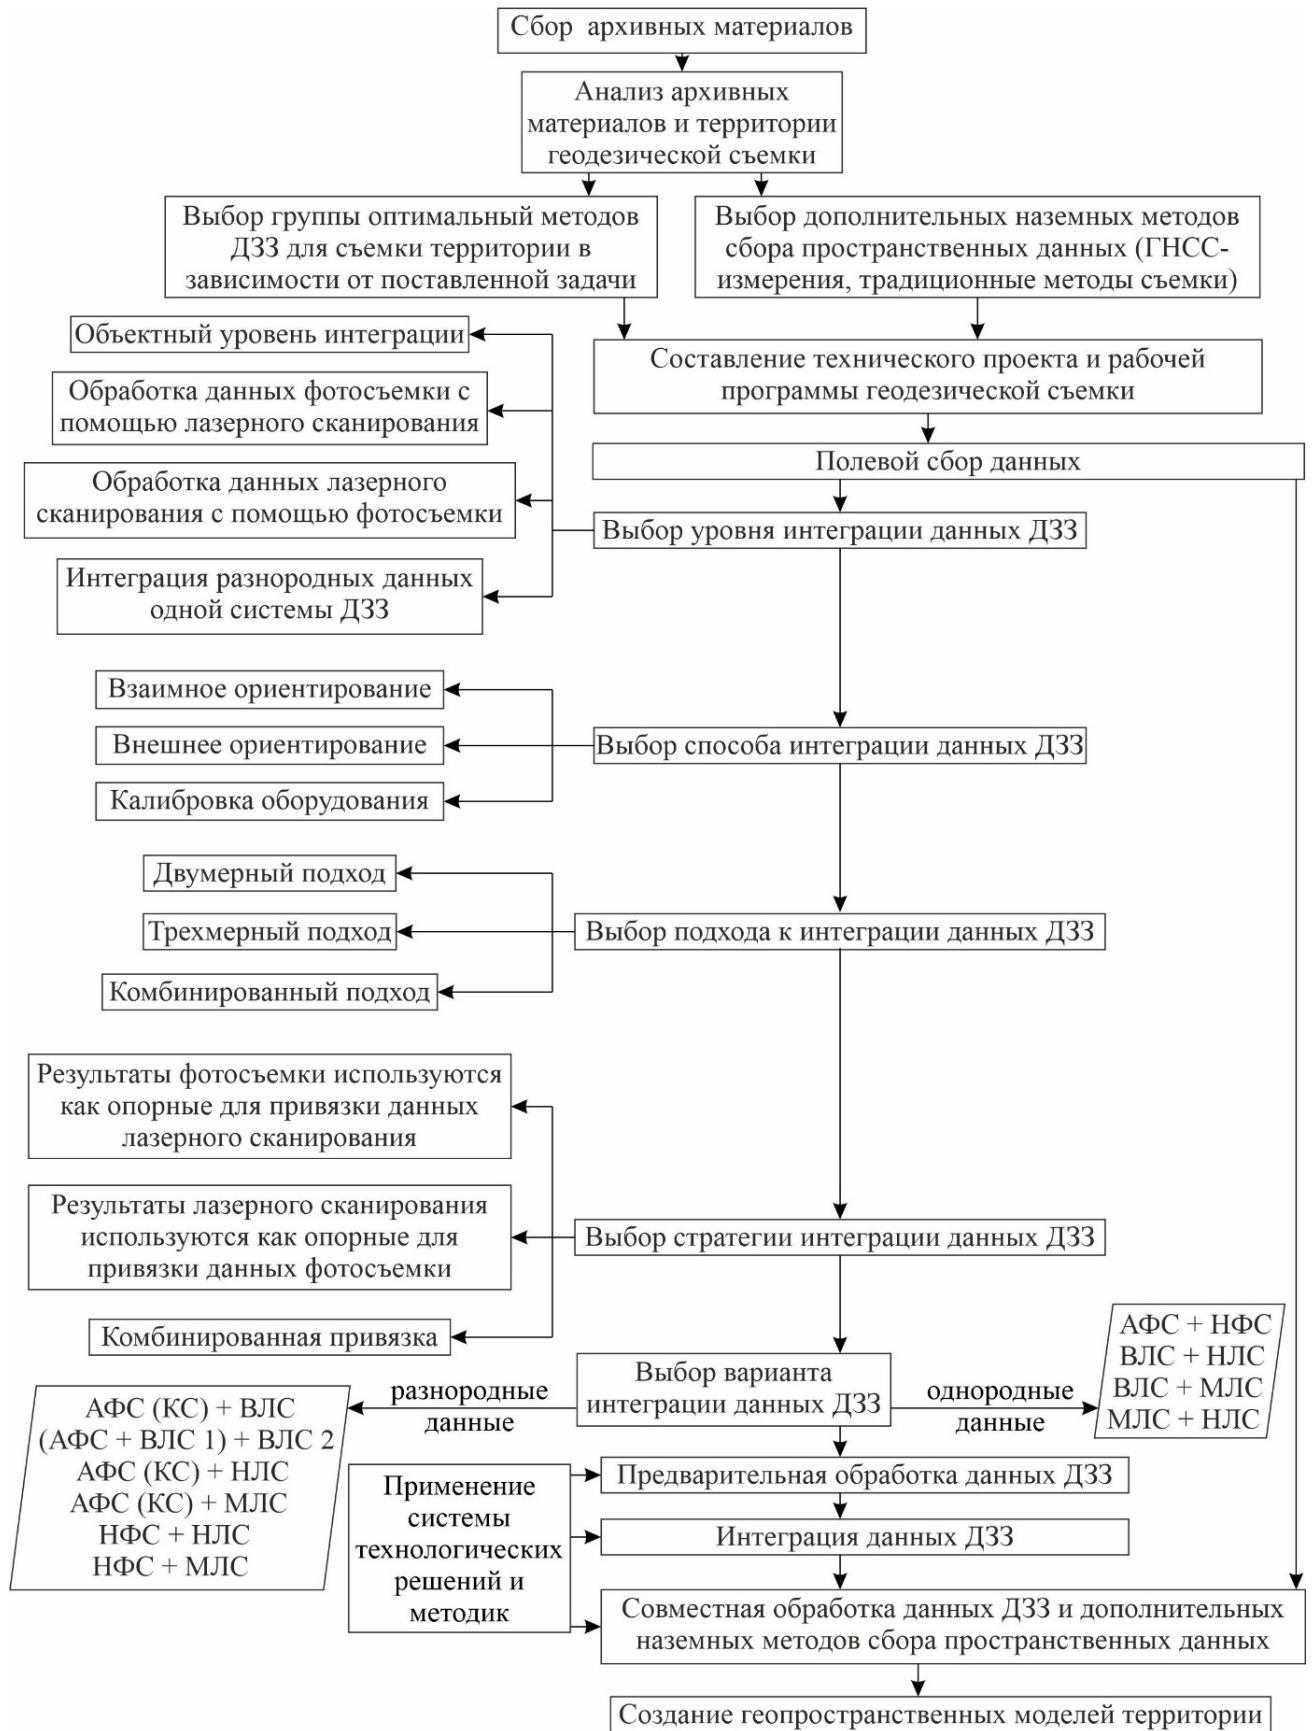 Сбор архивных материалов
Анализ архивных
материалов и территории
геодезической съемки
Выбор группы оптимальный методов
ДЗЗ для съемки территории в
зависимости от поставленной задачи
Выбор дополнительных наземных методов
сбора пространственных данных (ГНСС-
измерения, традиционные методы съемки)
Составление технического проекта и рабочей
программы геодезической съемки
Полевой сбор данных
Выбор уровня интеграции данных ДЗЗ
Объектный уровень интеграции
Обработка данных фотосъемки с
помощью лазерного сканирования
Обработка данных лазерного
сканирования с помощью фотосъемки
Интеграция разнородных данных
одной системы ДЗЗ
Выбор способа интеграции данных ДЗЗ
Взаимное ориентирование
Внешнее ориентирование
Калибровка оборудования
Выбор подхода к интеграции данных ДЗЗ
Двумерный подход
Трехмерный подход
Комбинированный подход
Выбор стратегии интеграции данных ДЗЗ
Результаты фотосъемки используются
как опорные для привязки данных
лазерного сканирования
Результаты лазерного сканирования
используются как опорные для
привязки данных фотосъемки
Комбинированная привязка
Выбор варианта
интеграции данных ДЗЗ
разнородные
данные
АФС (КС) + ВЛС
(АФС + ВЛС 1) + ВЛС 2
АФС (КС) + НЛС
АФС (КС) + МЛС
НФС + НЛС
НФС + МЛС
однородные
данные
АФС + НФС
ВЛС + НЛС
ВЛС + МЛС
МЛС + НЛС
Применение
системы
технологических
решений и
методик
Предварительная обработка данных ДЗЗ
Интеграция данных ДЗЗ
Совместная обработка данных ДЗЗ и дополнительных
наземных методов сбора пространственных данных
Создание геопространственных моделей территории